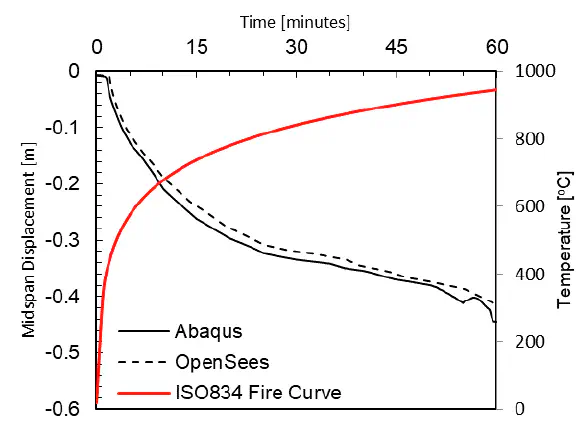 Time [minutes]
0 15 30 45 60
0 1000
-0.1 800
-0.2 600
-0.3 400
-0.4 200
-0.5 0
-0.6
Midspan Displacement [m]
Temperature [ºC]
Abaqus
OpenSees
ISO834 Fire Curve